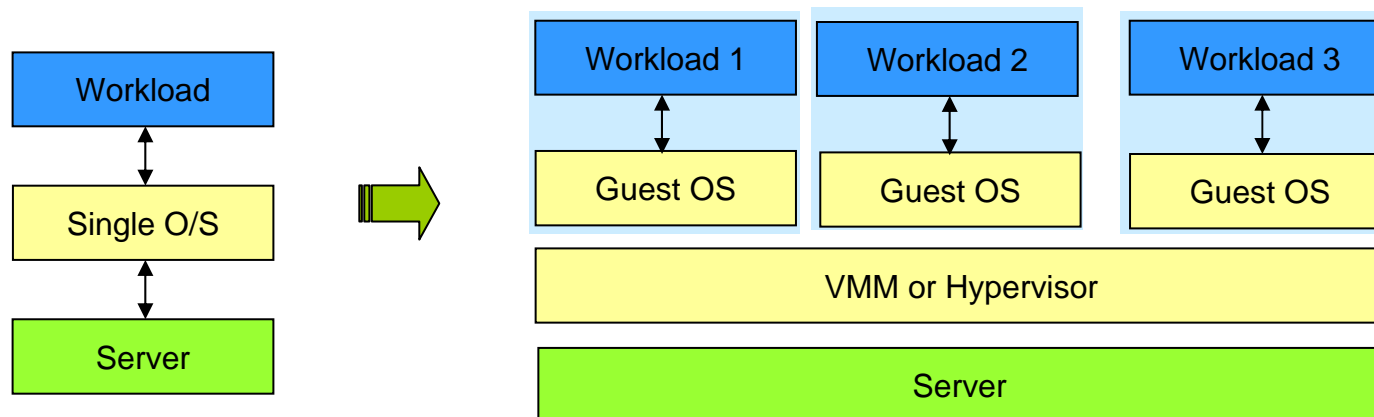 Workload
Single O/S
Server
Workload 1
Workload 2
Workload 3
Guest OS
Guest OS
Guest OS
VMM or Hypervisor
Server